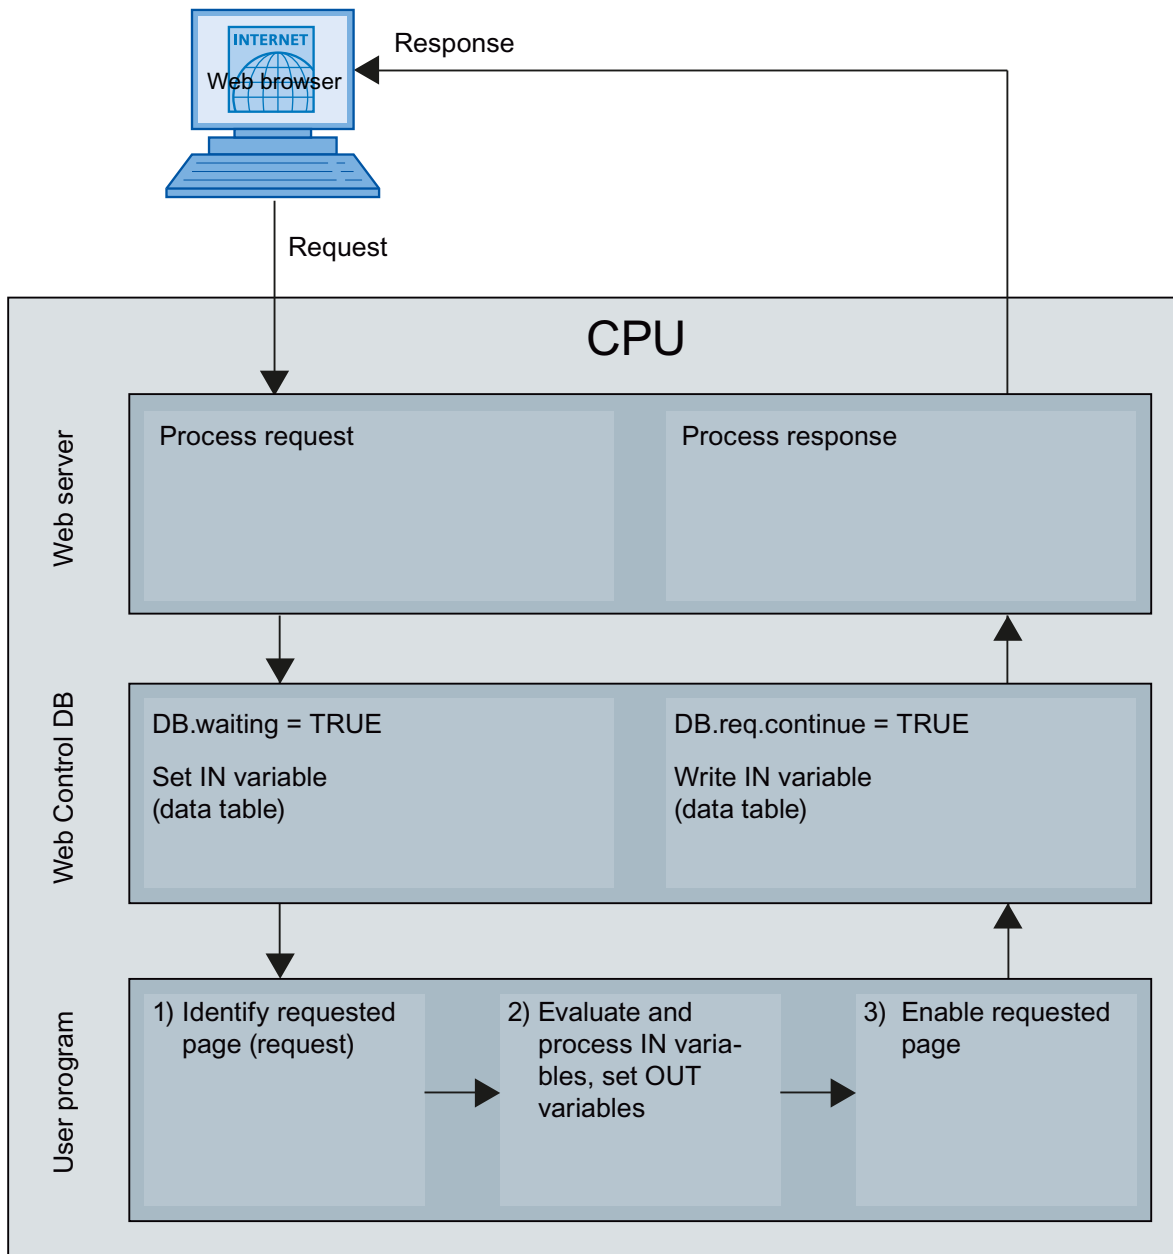 INTERNET
Web browser
Response
Request
CPU
Web server
Process request
Process response
Web Control DB
DB.waiting = TRUE
Set IN variable
(data table)
DB.req.continue = TRUE
Write IN variable
(data table)
User program
1) Identify requested
page (request)
2) Evaluate and
process IN varia-
bles, set OUT
variables
3) Enable requested
page